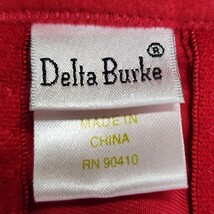 Delta Burke®
MADE IN
CHINA
RN 90410